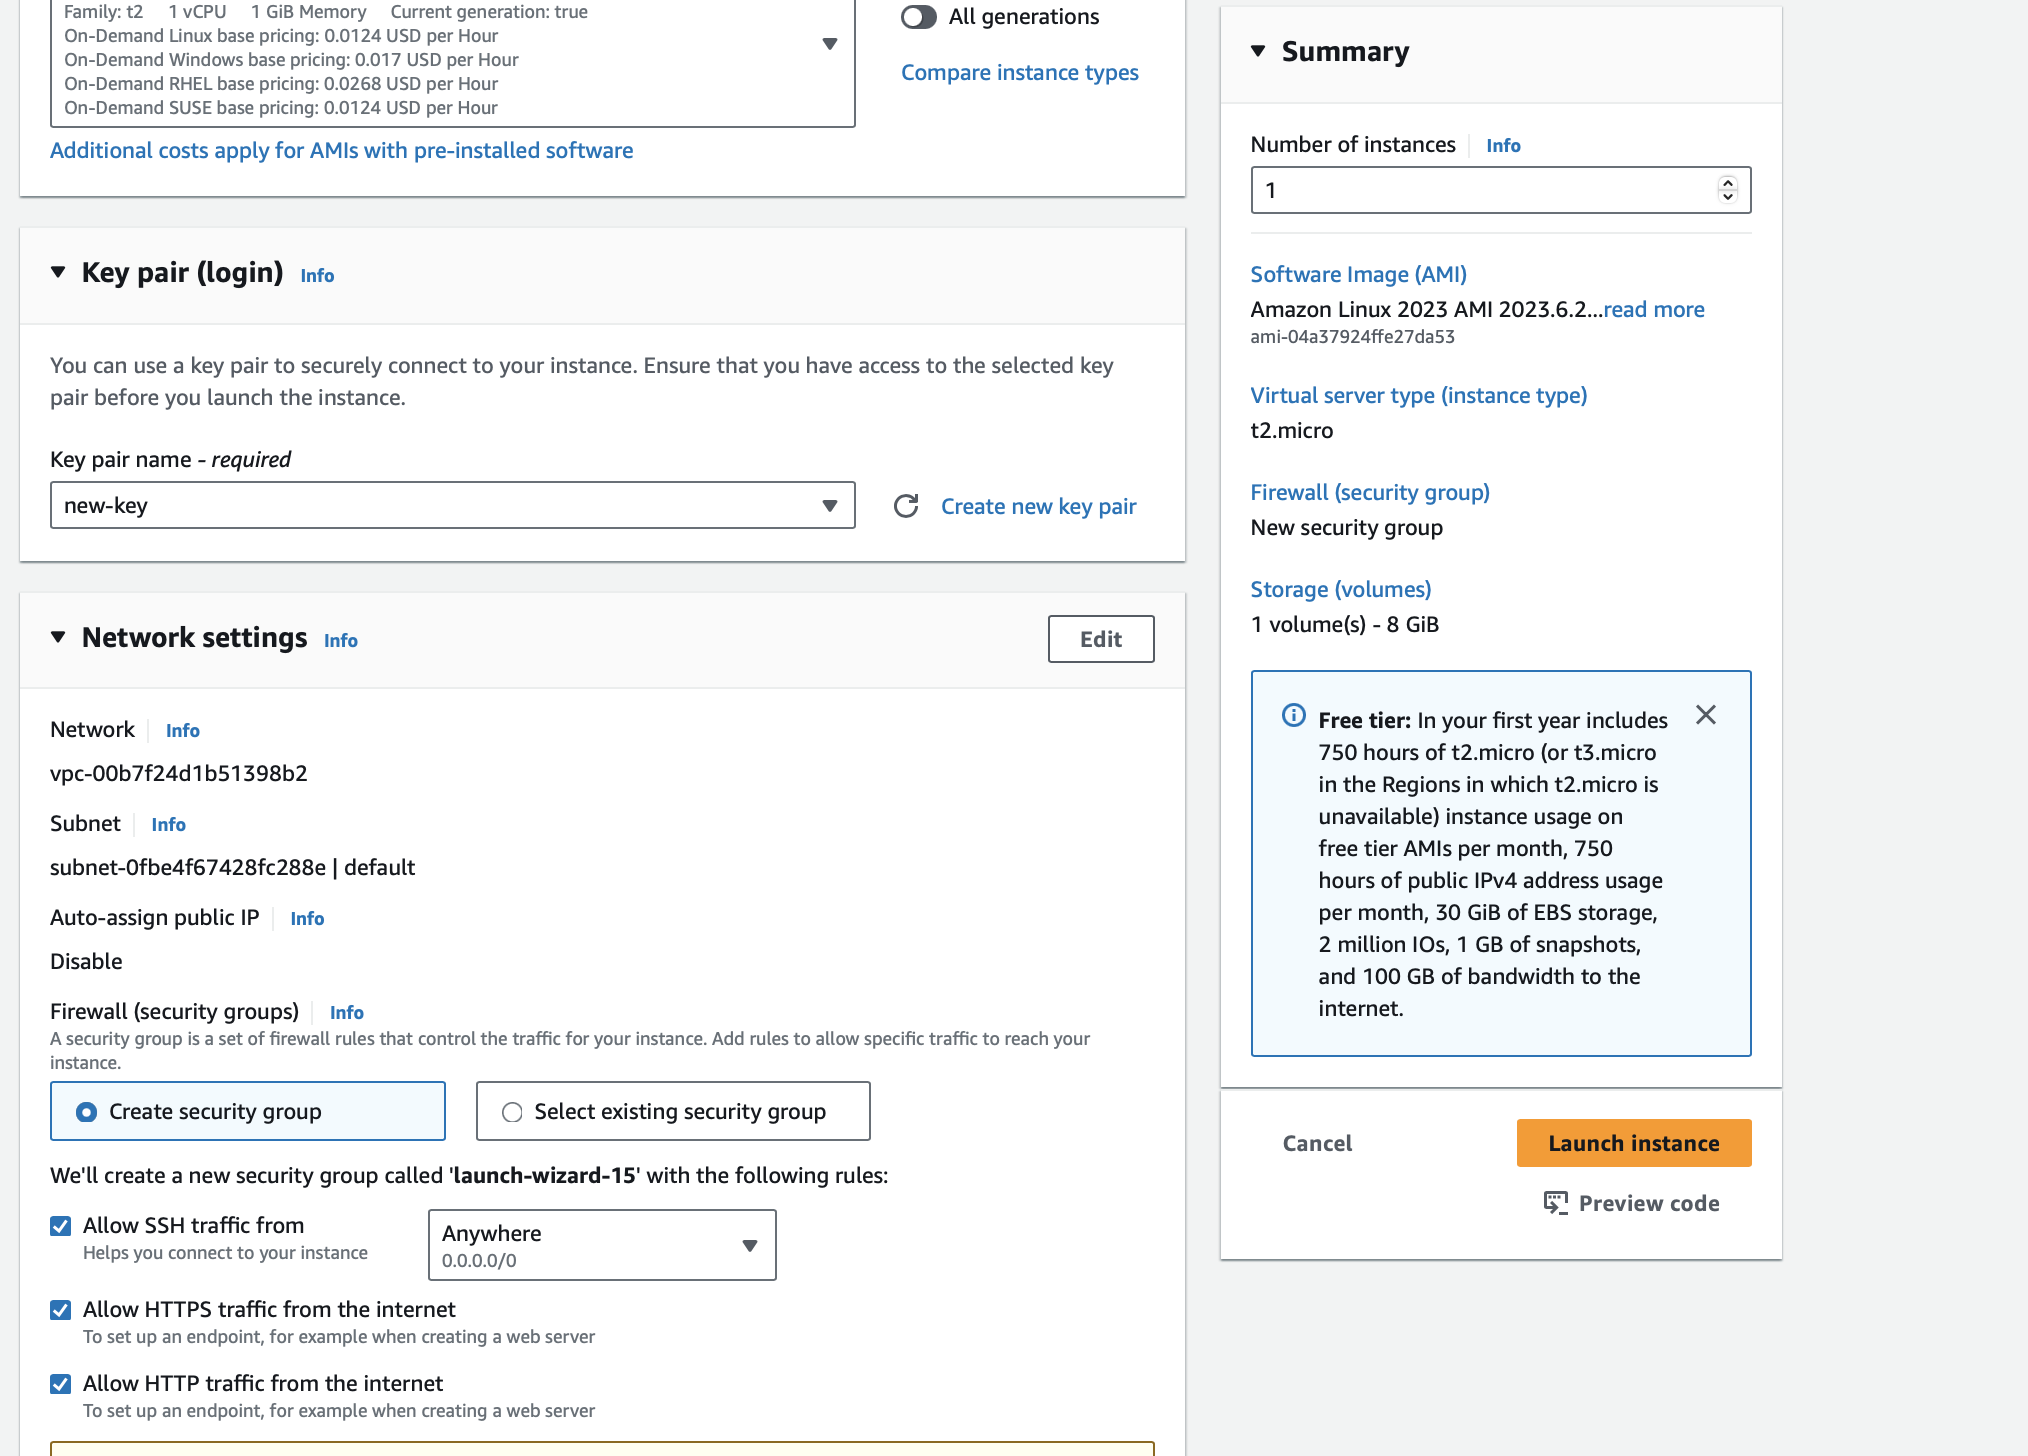 Family: t2 1 vCPU 1 GiB Memory Current generation: true
On-Demand Linux base pricing: 0.0124 USD per Hour
On-Demand Windows base pricing: 0.017 USD per Hour
On-Demand RHEL base pricing: 0.0268 USD per Hour
On-Demand SUSE base pricing: 0.0124 USD per Hour
All generations
Compare instance types
Additional costs apply for AMIs with pre-installed software
Key pair (login) Info
You can use a key pair to securely connect to your instance. Ensure that you have access to the selected key
pair before you launch the instance.
Key pair name - required
new-key
Create new key pair
Network settings Info
Edit
Network Info
vpc-00b7f24d1b51398b2
Subnet Info
subnet-0fbe4f67428fc288e | default
Auto-assign public IP Info
Disable
Firewall (security groups) Info
A security group is a set of firewall rules that control the traffic for your instance. Add rules to allow specific traffic to reach your
instance.
Create security group
Select existing security group
We'll create a new security group called 'launch-wizard-15' with the following rules:
Allow SSH traffic from
Helps you connect to your instance
Anywhere
0.0.0.0/0
Allow HTTPS traffic from the internet
To set up an endpoint, for example when creating a web server
Allow HTTP traffic from the internet
To set up an endpoint, for example when creating a web server
Summary
Number of instances Info
1
Software Image (AMI)
Amazon Linux 2023 AMI 2023.6.2...read more
ami-04a37924ffe27da53
Virtual server type (instance type)
t2.micro
Firewall (security group)
New security group
Storage (volumes)
1 volume(s) - 8 GiB
Free tier: In your first year includes
750 hours of t2.micro (or t3.micro
in the Regions in which t2.micro is
unavailable) instance usage on
free tier AMIs per month, 750
hours of public IPv4 address usage
per month, 30 GiB of EBS storage,
2 million IOs, 1 GB of snapshots,
and 100 GB of bandwidth to the
internet.
Cancel
Launch instance
Preview code